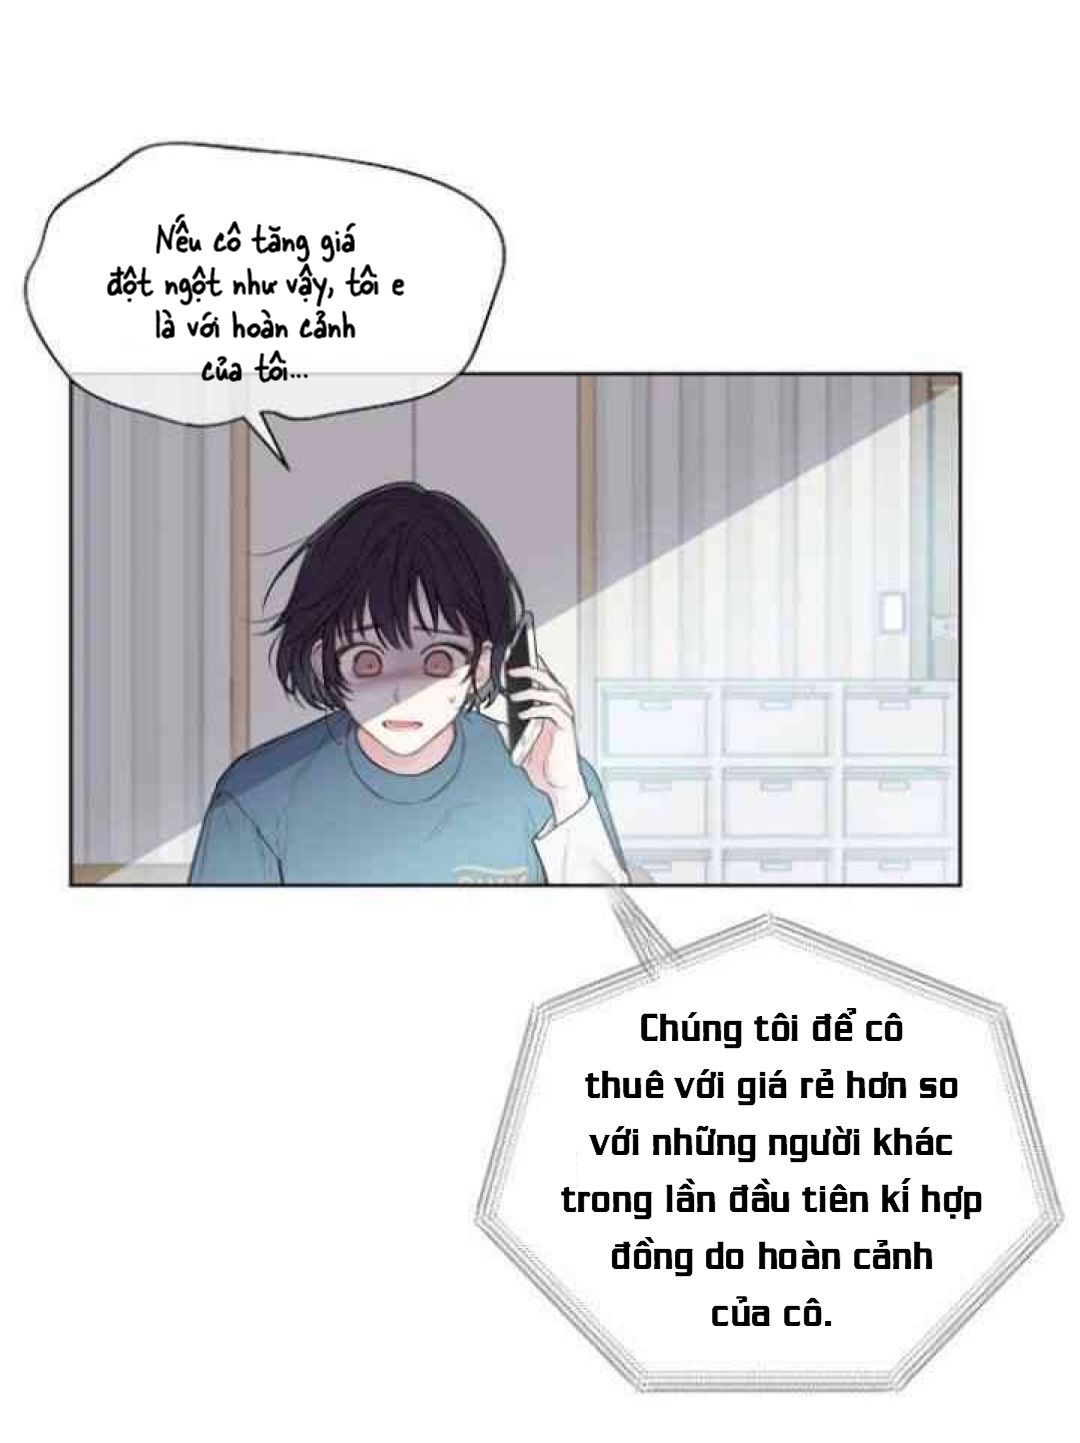 Nếu cô tăng giá
đột ngột như vậy, tôi e
là với hoàn cảnh
của tôi...
Chúng tôi để cô
thuê với giá rẻ hơn so
với những người khác
trong lần đầu tiên kí hợp
đồng do hoàn cảnh
của cô.